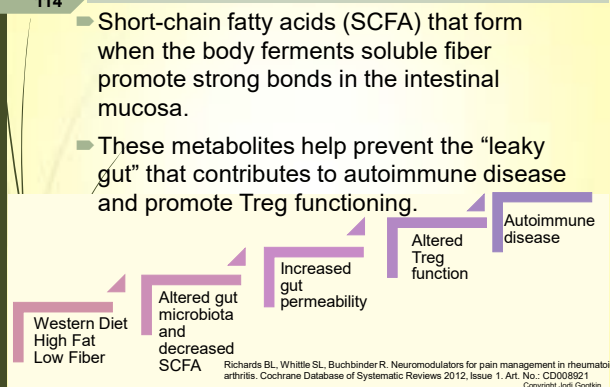 114
Short-chain fatty acids (SCFA) that form
when the body ferments soluble fiber
promote strong bonds in the intestinal
mucosa.
These metabolites help prevent the “leaky
gut” that contributes to autoimmune disease
and promote Treg functioning.
Western Diet
High Fat
Low Fiber
Altered gut
microbiota
and
decreased
SCFA
Increased
gut
permeability
Altered
Treg
function
Autoimmune
disease
Richards BL, Whittle SL, Buchbinder R. Neuromodulators for pain management in rheumatoi
arthritis. Cochrane Database of Systematic Reviews 2012, Issue 1. Art. No.: CD008921
Copyright Jodi Gootkin